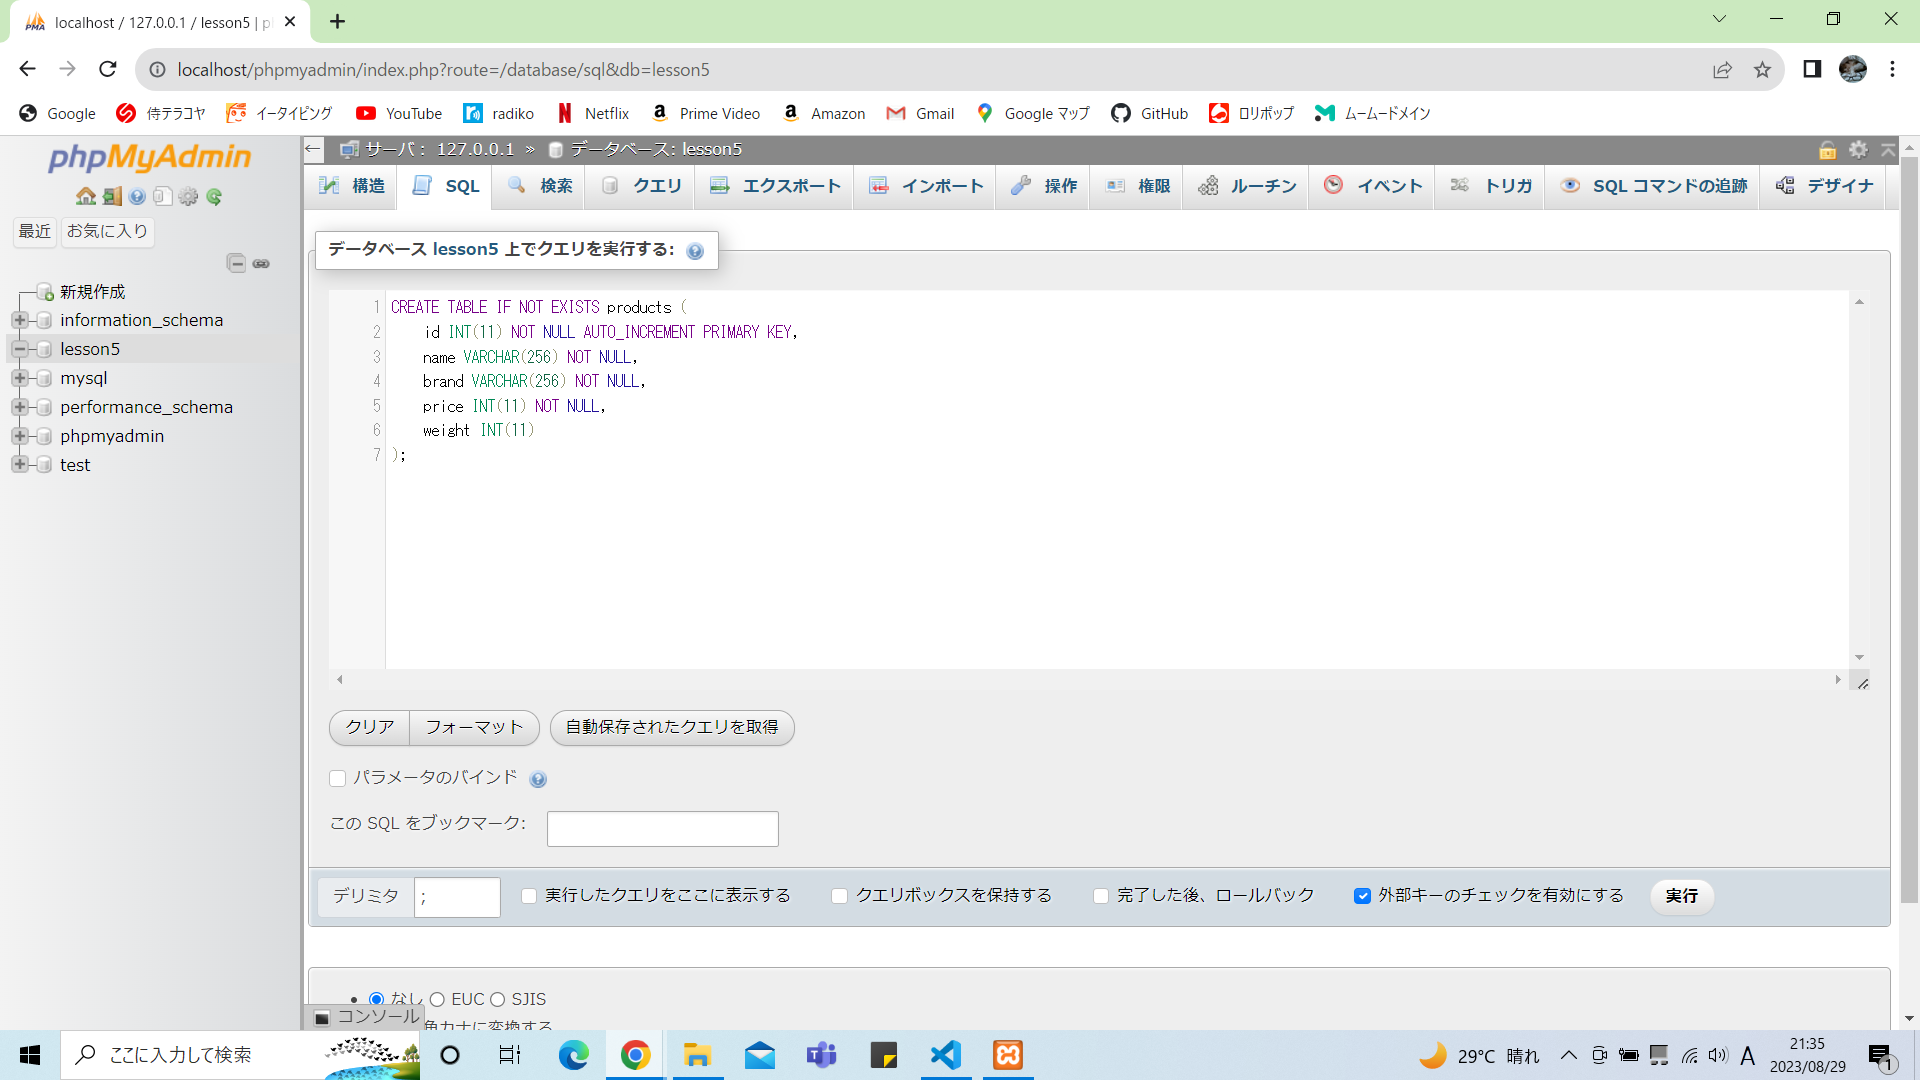 localhost / 127.0.0.1 / lesson5 | p
localhost/phpmyadmin/index.php?route=/database/sql&db=lesson5
Google 侍テラコヤ イータイピング YouTube radiko Netflix Prime Video Amazon Gmail Google マップ GitHub ロリポップ ムームードメイン
phpMyAdmin
最近 お気に入り
新規作成
information_schema
lesson5
mysql
performance_schema
phpmyadmin
test
サーバ: 127.0.0.1 » データベース: lesson5
構造 SQL 検索 クエリ エクスポート インポート 操作 権限 ルーチン イベント トリガ SQL コマンドの追跡 デザイナ
データベース lesson5 上でクエリを実行する:
1 CREATE TABLE IF NOT EXISTS products (
2 id INT(11) NOT NULL AUTO_INCREMENT PRIMARY KEY,
3 name VARCHAR(256) NOT NULL,
4 brand VARCHAR(256) NOT NULL,
5 price INT(11) NOT NULL,
6 weight INT(11)
7 );
クリア フォーマット 自動保存されたクエリを取得
パラメータのバインド
この SQL をブックマーク:
デリミタ ; 実行したクエリをここに表示する クエリボックスを保持する 完了した後、ロールバック 外部キーのチェックを有効にする 実行
なし EUC SJIS
コンソール 角カナに変換する
ここに入力して検索
29°C 晴れ
A
21:35
2023/08/29
1